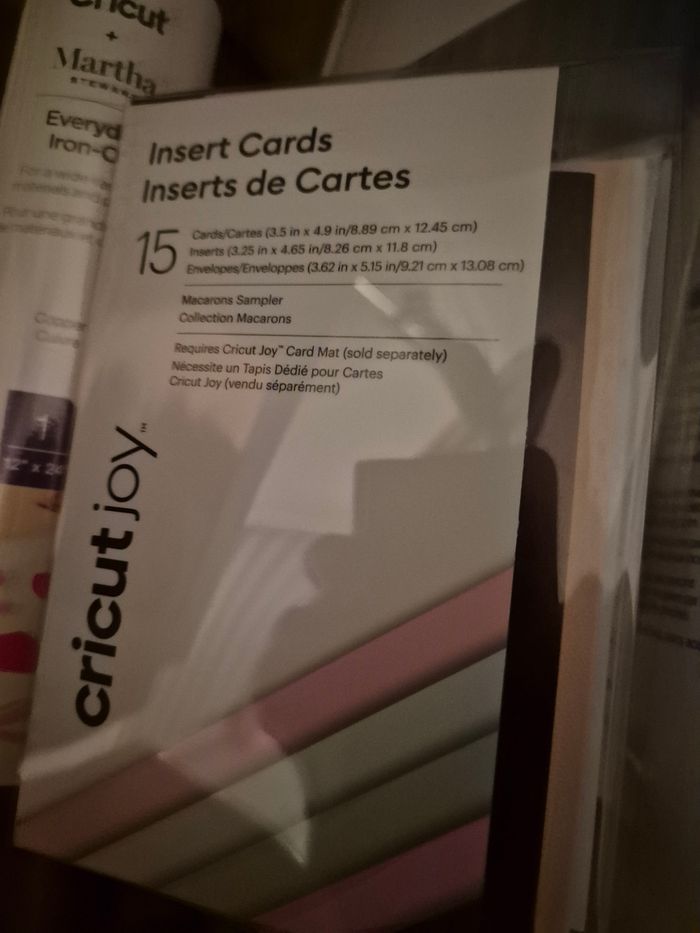 cricut
+
Martha
STEWART
Everyd
Iron-O
Insert Cards
Inserts de Cartes
15
Cards/Cartes (3.5 in x 4.9 in/8.89 cm x 12.45 cm)
Inserts (3.25 in x 4.65 in/8.26 cm x 11.8 cm)
Envelopes/Enveloppes (3.62 in x 5.15 in/9.21 cm x 13.08 cm)
Macarons Sampler
Collection Macarons
Requires Cricut Joy™ Card Mat (sold separately)
Nécessite un Tapis Dédié pour Cartes
Cricut Joy (vendu séparément)
cricut joy™